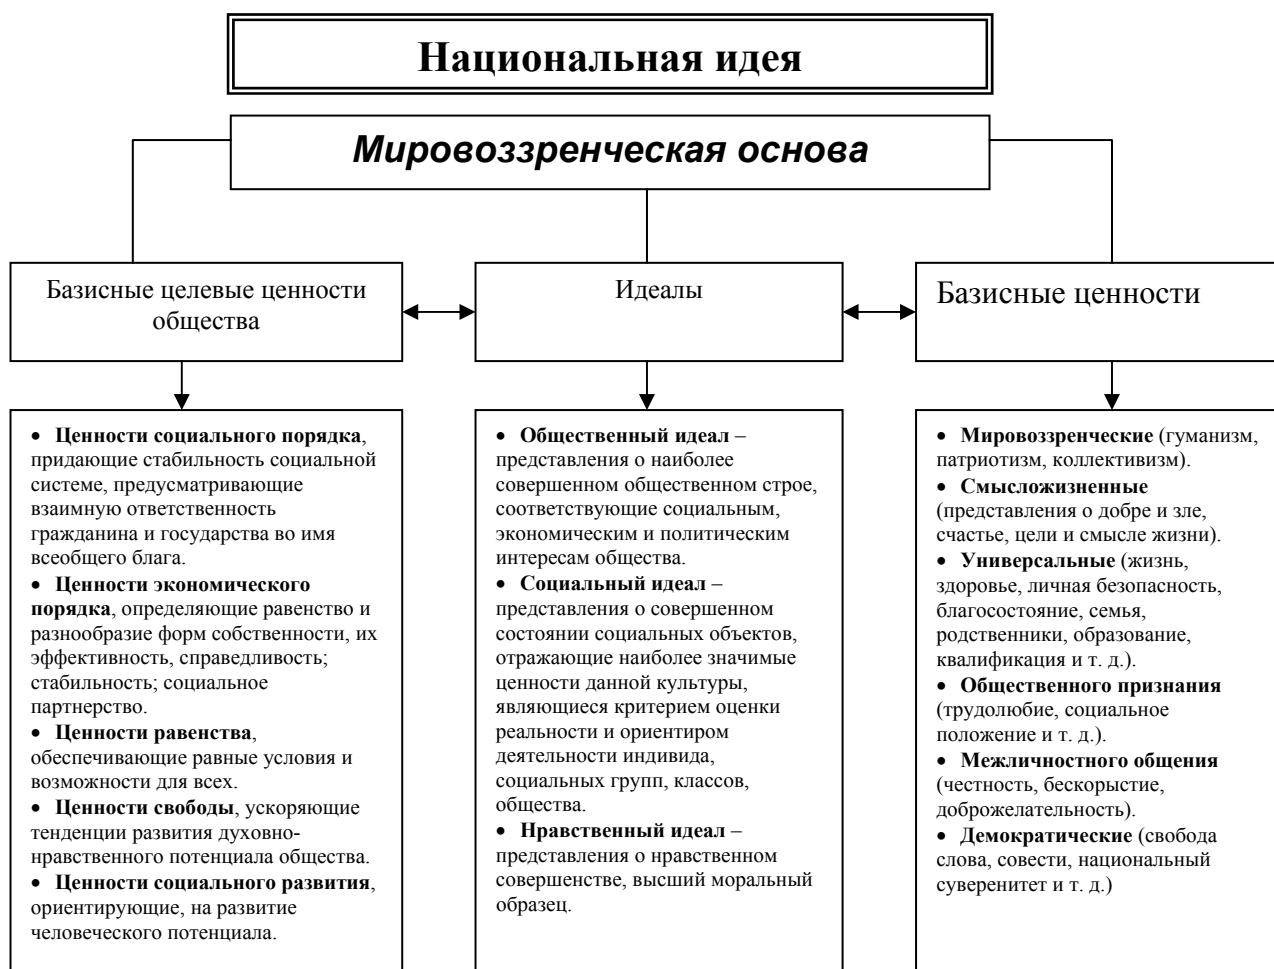 Национальная идея
Мировоззренческая основа
Базисные целевые ценности
общества
Идеалы
Базисные ценности
• Ценности социального порядка,
придающие стабильность социальной
системе, предусматривающие
взаимную ответственность
гражданина и государства во имя
всеобщего блага.
• Ценности экономического
порядка, определяющие равенство и
разнообразие форм собственности, их
эффективность, справедливость;
стабильность; социальное
партнерство.
• Ценности равенства,
обеспечивающие равные условия и
возможности для всех.
• Ценности свободы, ускоряющие
тенденции развития духовно-
нравственного потенциала общества.
• Ценности социального развития,
ориентирующие, на развитие
человеческого потенциала.
• Общественный идеал –
представления о наиболее
совершенном общественном строе,
соответствующие социальным,
экономическим и политическим
интересам общества.
• Социальный идеал –
представления о совершенном
состоянии социальных объектов,
отражающие наиболее значимые
ценности данной культуры,
являющиеся критерием оценки
реальности и ориентиром
деятельности индивида,
социальных групп, классов,
общества.
• Нравственный идеал –
представления о нравственном
совершенстве, высший моральный
образец.
• Мировоззренческие (гуманизм,
патриотизм, коллективизм).
• Смысложизненные
(представления о добре и зле,
счастье, цели и смысле жизни).
• Универсальные (жизнь,
здоровье, личная безопасность,
благосостояние, семья,
родственники, образование,
квалификация и т. д.).
• Общественного признания
(трудолюбие, социальное
положение и т. д.).
• Межличностного общения
(честность, бескорыстие,
доброжелательность).
• Демократические (свобода
слова, совести, национальный
суверенитет и т. д.)